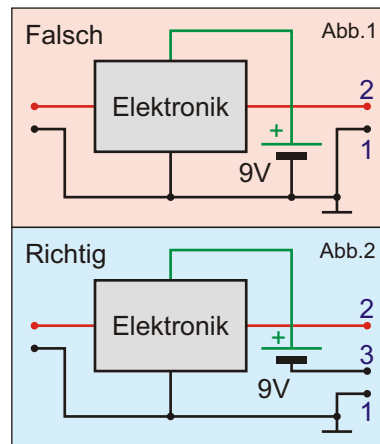 Falsch Abb.1
Elektronik
2
+
1
9V
Richtig Abb.2
Elektronik
2
+
3
9V
1